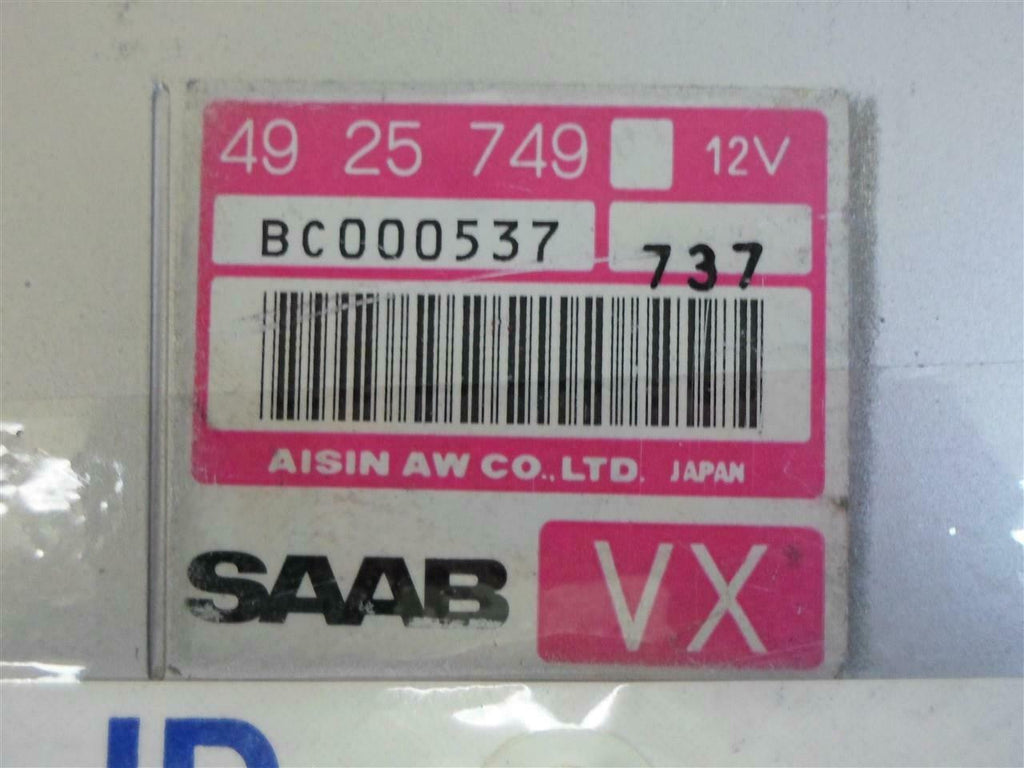 49 25 749 12V
BC000537 737
AISIN AW CO., LTD. JAPAN
SAAB VX